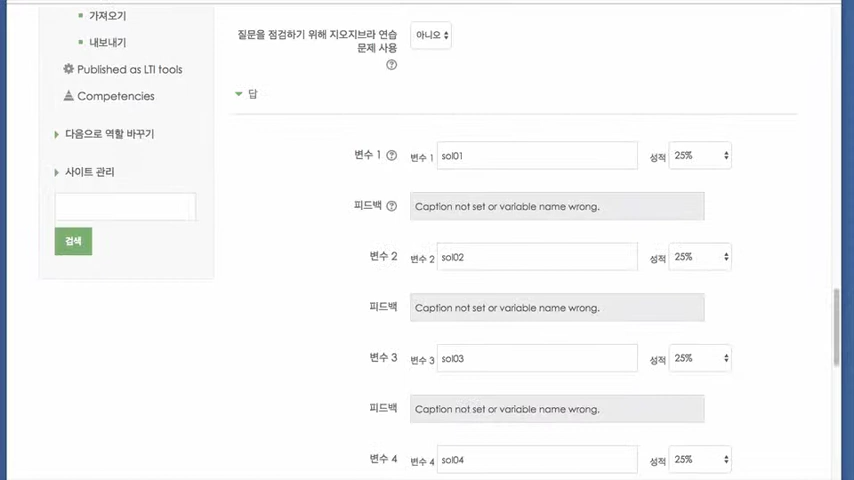 가져오기
내보내기
Published as LTI tools
Competencies
다음으로 역할 바꾸기
사이트 관리
검색
질문을 점검하기 위해 지오지브라 연습
문제 사용
아니오
답
변수 1 변수 1 sol01 성적 25%
피드백 Caption not set or variable name wrong.
변수 2 변수 2 sol02 성적 25%
피드백 Caption not set or variable name wrong.
변수 3 변수 3 sol03 성적 25%
피드백 Caption not set or variable name wrong.
변수 4 변수 4 sol04 성적 25%